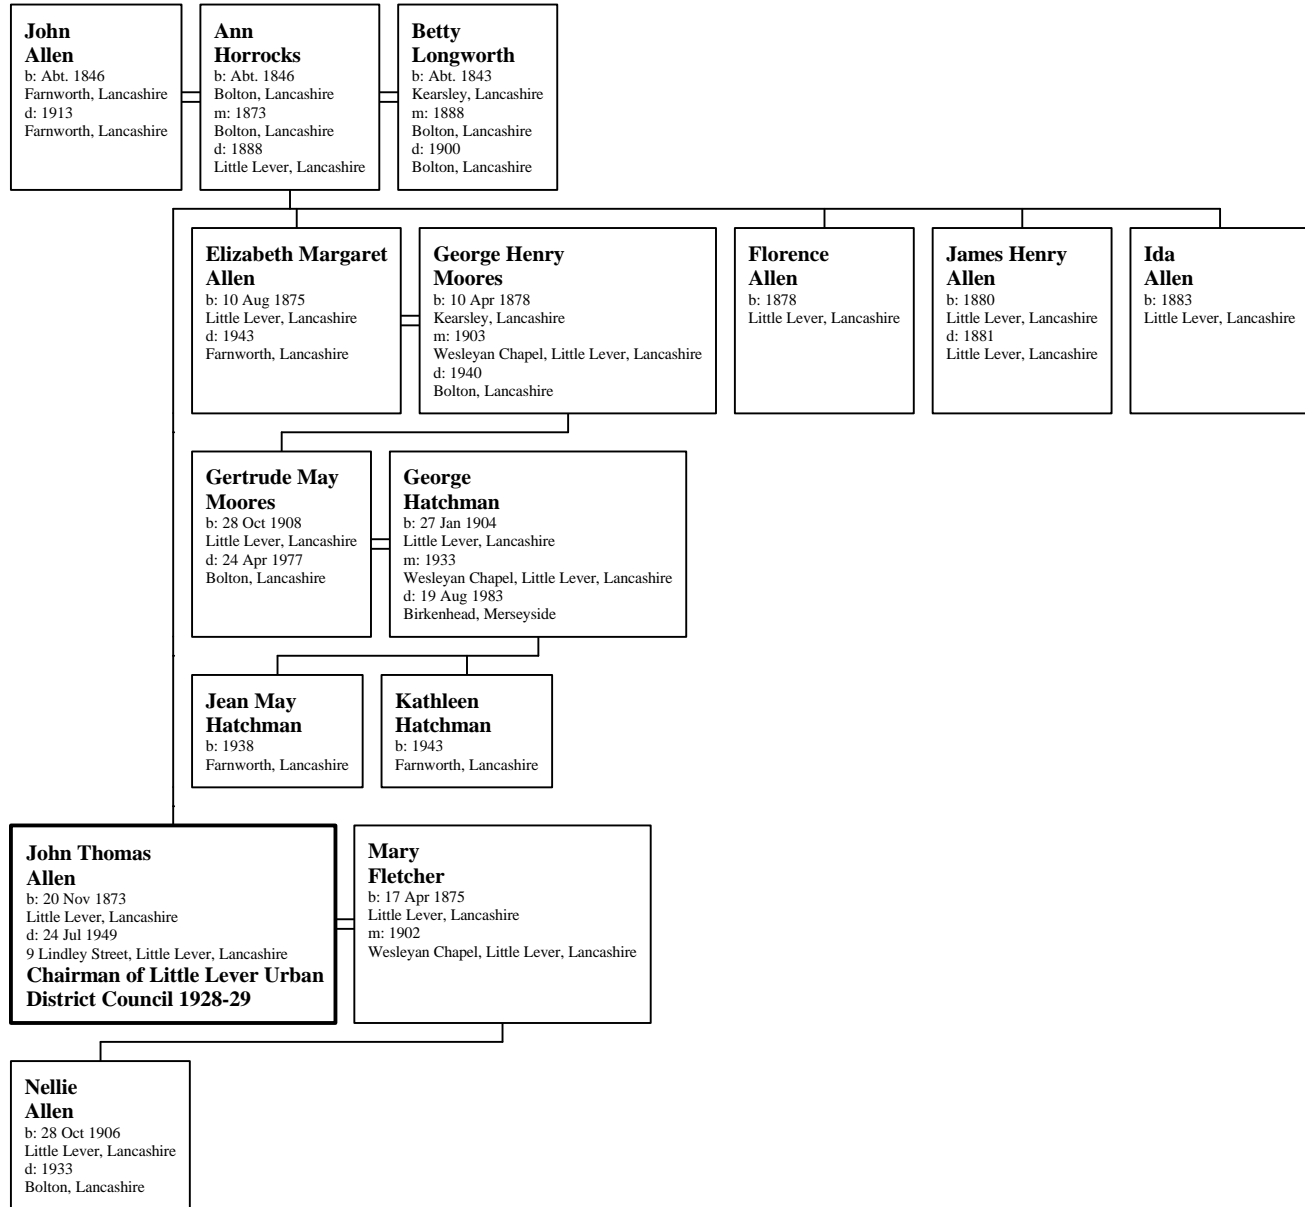 John
Allen
b: Abt. 1846
Farnworth, Lancashire
d: 1913
Farnworth, Lancashire
Ann
Horrocks
b: Abt. 1846
Bolton, Lancashire
m: 1873
Bolton, Lancashire
d: 1888
Little Lever, Lancashire
Betty
Longworth
b: Abt. 1843
Kearsley, Lancashire
m: 1888
Bolton, Lancashire
d: 1900
Bolton, Lancashire
Elizabeth Margaret
Allen
b: 10 Aug 1875
Little Lever, Lancashire
d: 1943
Farnworth, Lancashire
George Henry
Moores
b: 10 Apr 1878
Kearsley, Lancashire
m: 1903
Wesleyan Chapel, Little Lever, Lancashire
d: 1940
Bolton, Lancashire
Florence
Allen
b: 1878
Little Lever, Lancashire
James Henry
Allen
b: 1880
Little Lever, Lancashire
d: 1881
Little Lever, Lancashire
Ida
Allen
b: 1883
Little Lever, Lancashire
Gertrude May
Moores
b: 28 Oct 1908
Little Lever, Lancashire
d: 24 Apr 1977
Bolton, Lancashire
George
Hatchman
b: 27 Jan 1904
Little Lever, Lancashire
m: 1933
Wesleyan Chapel, Little Lever, Lancashire
d: 19 Aug 1983
Birkenhead, Merseyside
Jean May
Hatchman
b: 1938
Farnworth, Lancashire
Kathleen
Hatchman
b: 1943
Farnworth, Lancashire
John Thomas
Allen
b: 20 Nov 1873
Little Lever, Lancashire
d: 24 Jul 1949
9 Lindley Street, Little Lever, Lancashire
Chairman of Little Lever Urban
District Council 1928-29
Mary
Fletcher
b: 17 Apr 1875
Little Lever, Lancashire
m: 1902
Wesleyan Chapel, Little Lever, Lancashire
Nellie
Allen
b: 28 Oct 1906
Little Lever, Lancashire
d: 1933
Bolton, Lancashire